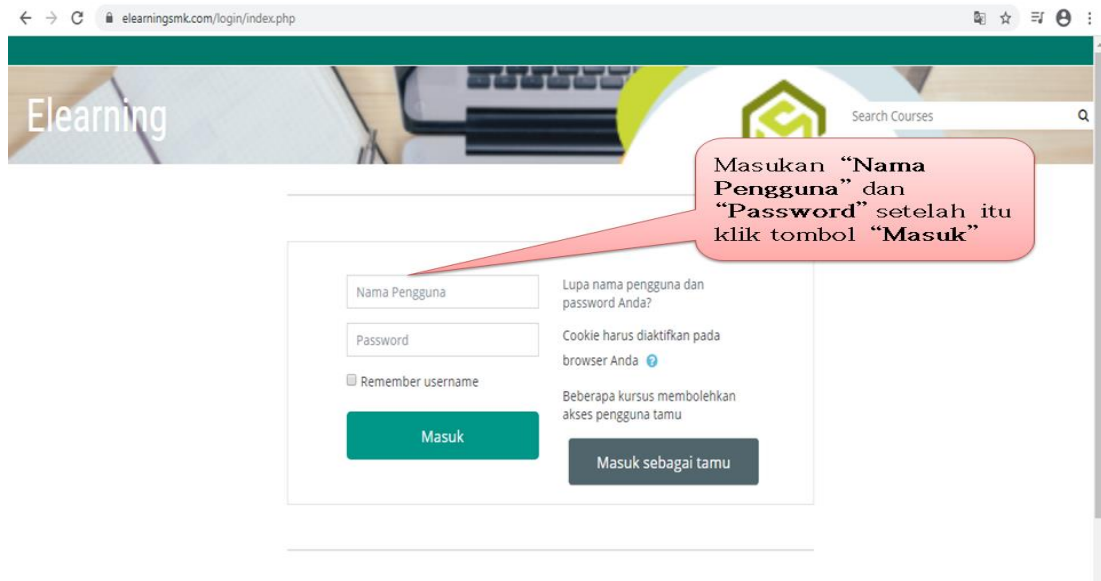 elearningsmk.com/login/index.php
Elearning
Search Courses
Masukan “Nama
Pengguna” dan
“Password” setelah itu
klik tombol “Masuk”
Nama Pengguna
Password
Remember username
Masuk
Lupa nama pengguna dan
password Anda?
Cookie harus diaktifkan pada
browser Anda
Beberapa kursus membolehkan
akses pengguna tamu
Masuk sebagai tamu